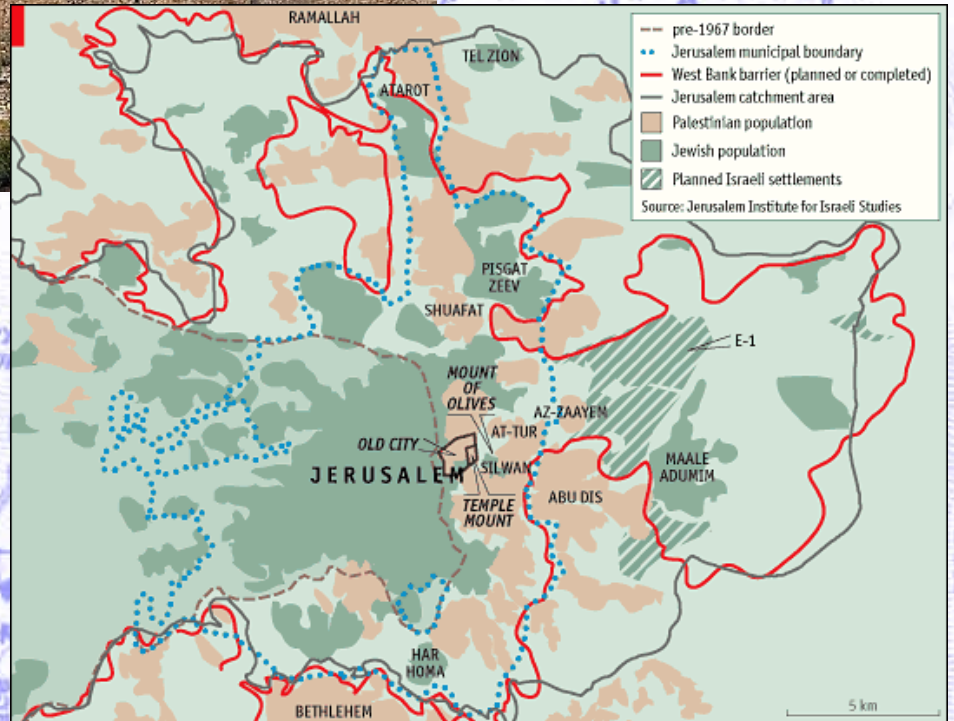 RAMALLAH
TEL ZION
ATAROT
pre-1967 border
Jerusalem municipal boundary
West Bank barrier (planned or completed)
Jerusalem catchment area
Palestinian population
Jewish population
Planned Israeli settlements
Source: Jerusalem Institute for Israeli Studies
PISGAT
ZEEV
SHUAFAT
E-1
MOUNT
OF
OLIVES
AZ-ZAAYEM
AT-TUR
OLD CITY
JERUSALEM
SILWAN
MAALE
ADUMIM
ABU DIS
TEMPLE
MOUNT
HAR
HOMA
BETHLEHEM
5 km